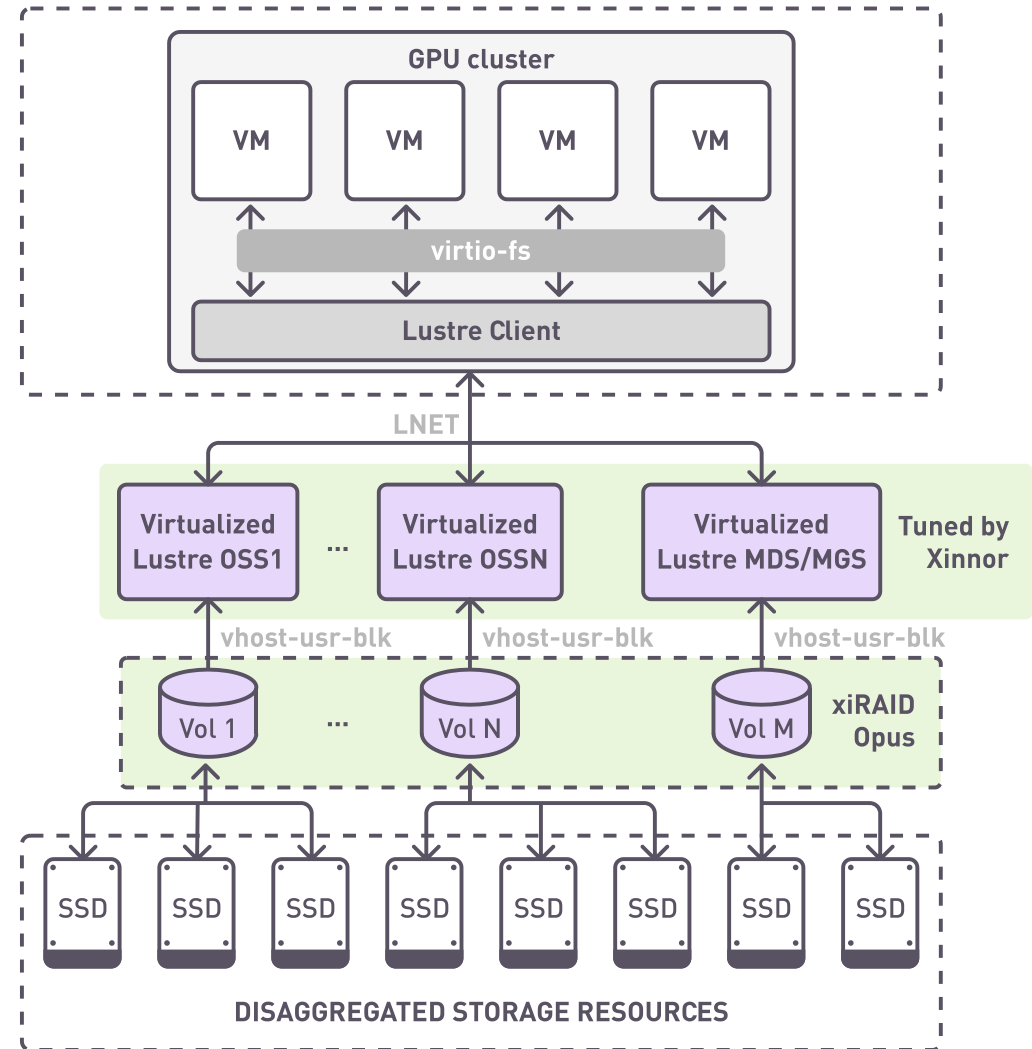 GPU cluster
VM VM VM VM
virtio-fs
Lustre Client
LNET
Virtualized
Lustre OSS1
...
Virtualized
Lustre OSSN
Virtualized
Lustre MDS/MGS
Tuned by
Xinnor
vhost-usr-blk vhost-usr-blk vhost-usr-blk
Vol 1 ... Vol N Vol M
xiRAID
Opus
SSD SSD SSD SSD SSD SSD SSD SSD
DISAGGREGATED STORAGE RESOURCES